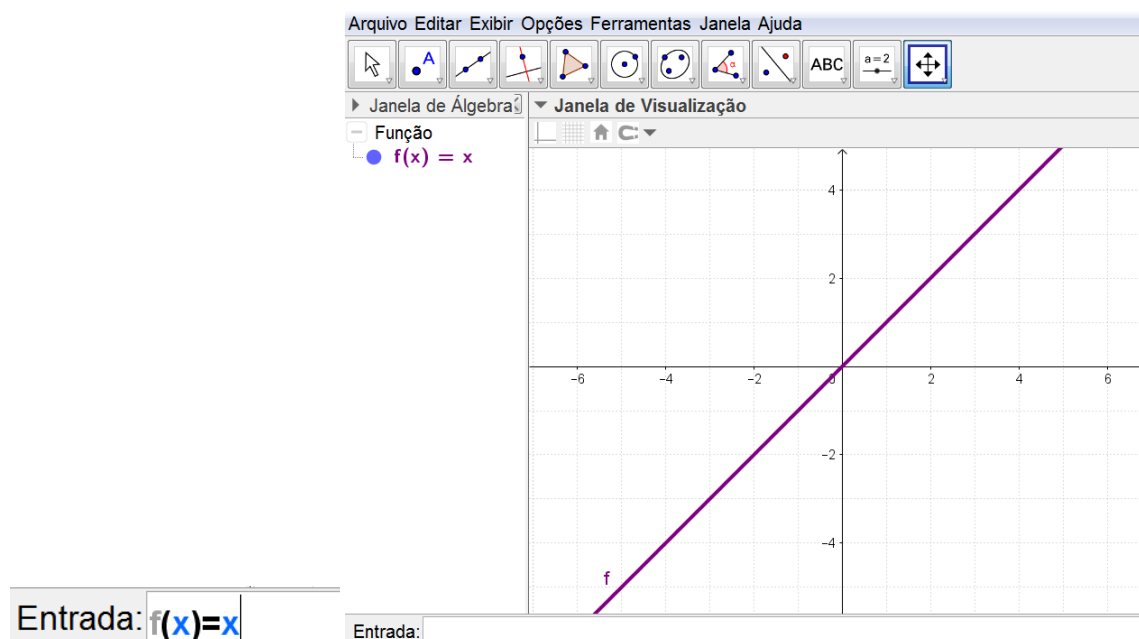 Arquivo Editar Exibir Opções Ferramentas Janela Ajuda
A
α
ABC
a=2
Janela de Álgebra
Janela de Visualização
Função
f(x) = x
4
2
-6 -4 -2 0 2 4 6
-2
-4
f
Entrada: f(x)=x
Entrada: